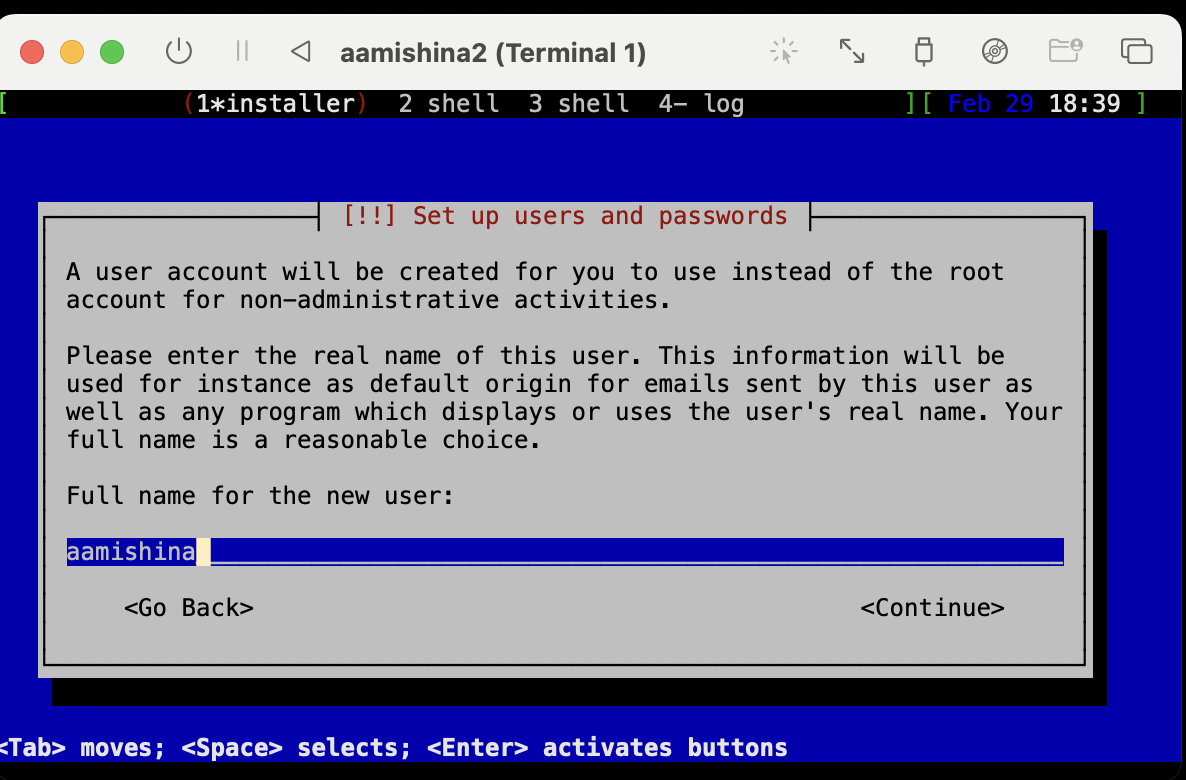 aamishina2 (Terminal 1)
[ (1*installer) 2 shell 3 shell 4- log ][ Feb 29 18:39 ]
[!!] Set up users and passwords
A user account will be created for you to use instead of the root
account for non-administrative activities.
Please enter the real name of this user. This information will be
used for instance as default origin for emails sent by this user as
well as any program which displays or uses the user's real name. Your
full name is a reasonable choice.
Full name for the new user:
aamishina
<Go Back> <Continue>
<Tab> moves; <Space> selects; <Enter> activates buttons